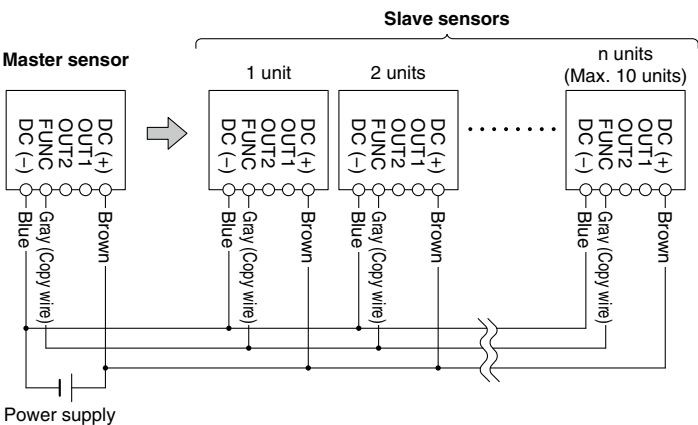 Slave sensors
Master sensor
1 unit
2 units
n units
(Max. 10 units)
DC (–)
FUNC
OUT2
OUT1
DC (+)
DC (–)
FUNC
OUT2
OUT1
DC (+)
DC (–)
FUNC
OUT2
OUT1
DC (+)
DC (–)
FUNC
OUT2
OUT1
DC (+)
Blue
Gray (Copy wire)
Brown
Blue
Gray (Copy wire)
Brown
Blue
Gray (Copy wire)
Brown
Blue
Gray (Copy wire)
Brown
Power supply